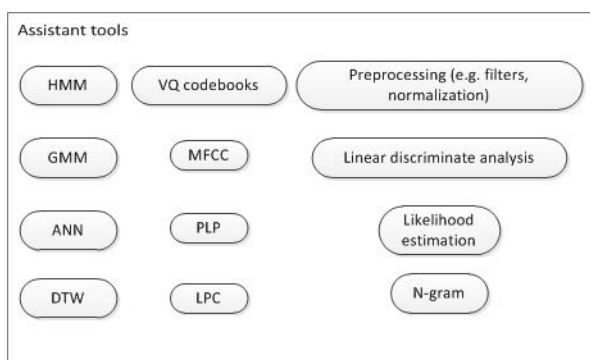 Assistant tools
HMM
VQ codebooks
Preprocessing (e.g. filters,
normalization)
GMM
MFCC
Linear discriminate analysis
ANN
PLP
Likelihood
estimation
DTW
LPC
N-gram